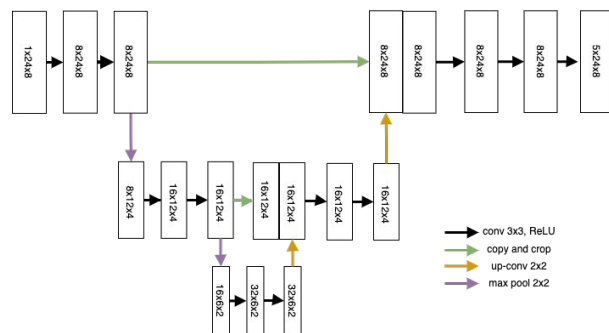 1x24x8
8x24x8
8x24x8
8x24x8
8x24x8
8x24x8
8x24x8
5x24x8
8x12x4
16x12x4
16x12x4
16x12x4
16x12x4
16x12x4
16x12x4
16x6x2
32x6x2
32x6x2
conv 3x3, ReLU
copy and crop
up-conv 2x2
max pool 2x2